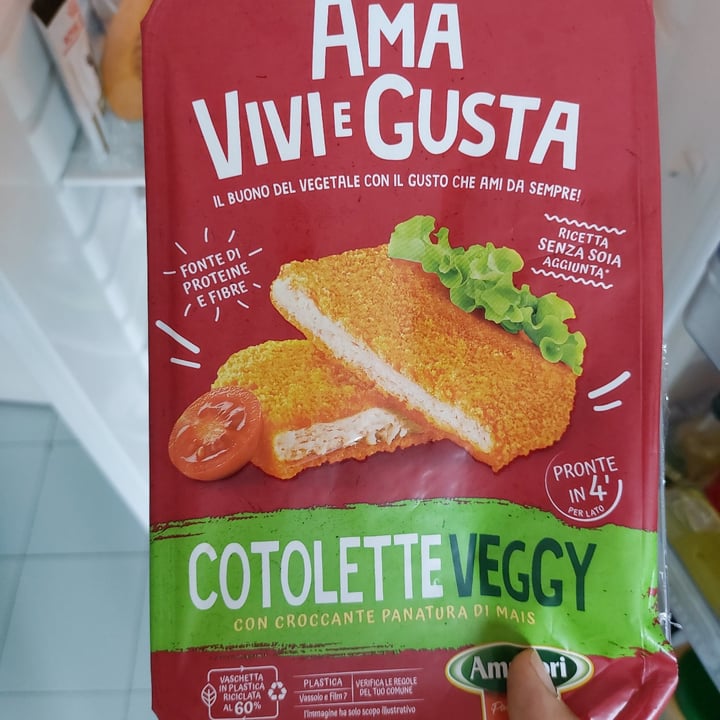 AMA
VIVI E GUSTA
IL BUONO DEL VEGETALE CON IL GUSTO CHE AMI DA SEMPRE!
FONTE DI
PROTEINE
E FIBRE
RICETTA
SENZA SOIA
AGGIUNTA*
PRONTE
IN 4'
PER LATO
COTOLETTE VEGGY
CON CROCCANTE PANATURA DI MAIS
VASCHETTA
IN PLASTICA
RICICLATA
AL 60%
PLASTICA
Vassoio e Film 7
VERIFICA LE REGOLE
DEL TUO COMUNE
l'immagine ha solo scopo illustrativo